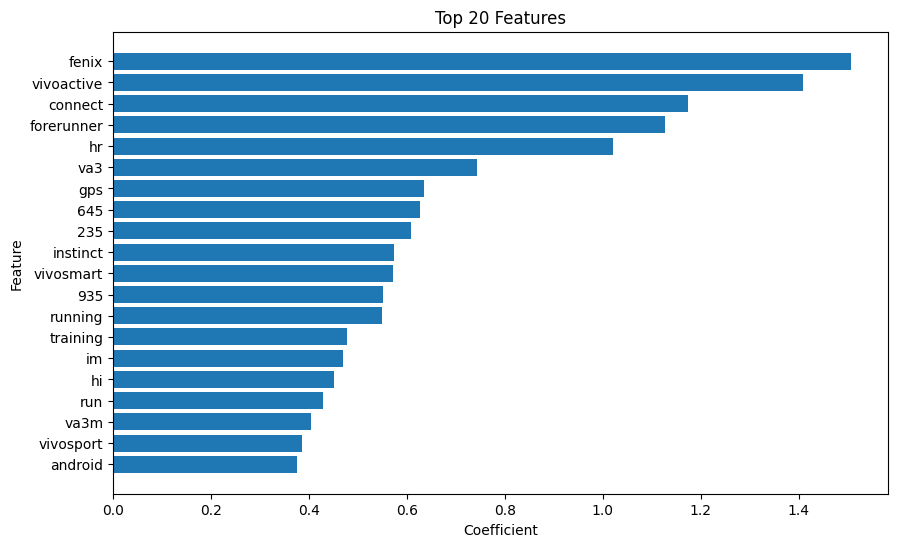 Top 20 Features
Feature
fenix
vivoactive
connect
forerunner
hr
va3
gps
645
235
instinct
vivosmart
935
running
training
im
hi
run
va3m
vivosport
android
0.0 0.2 0.4 0.6 0.8 1.0 1.2 1.4
Coefficient